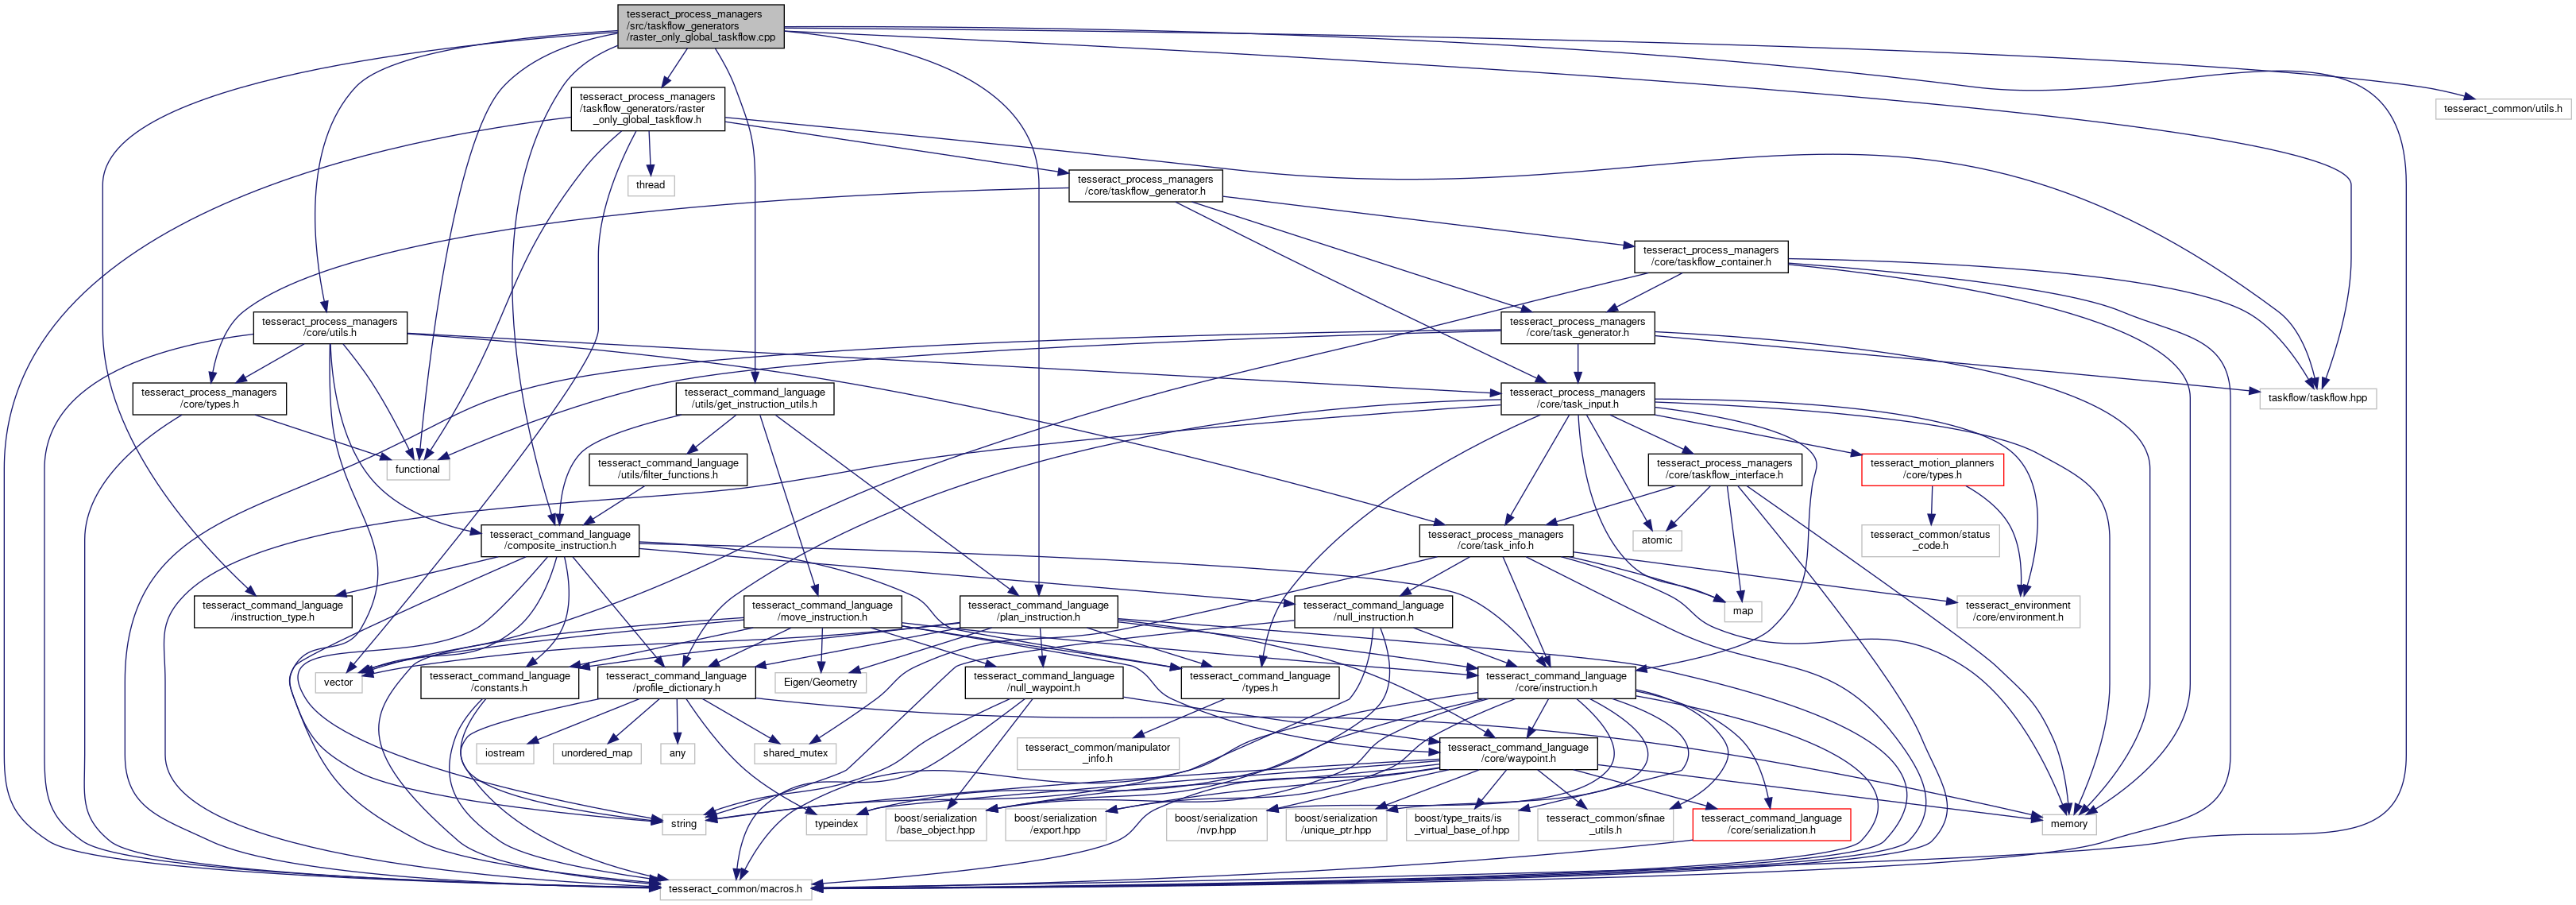 tesseract_process_managers
/src/taskflow_generators
/raster_only_global_taskflow.cpp
tesseract_process_managers
/taskflow_generators/raster
_only_global_taskflow.h
tesseract_common/utils.h
thread
tesseract_process_managers
/core/taskflow_generator.h
tesseract_process_managers
/core/taskflow_container.h
tesseract_process_managers
/core/utils.h
tesseract_process_managers
/core/task_generator.h
tesseract_process_managers
/core/types.h
tesseract_command_language
/utils/get_instruction_utils.h
tesseract_process_managers
/core/task_input.h
taskflow/taskflow.hpp
functional
tesseract_command_language
/utils/filter_functions.h
tesseract_process_managers
/core/taskflow_interface.h
tesseract_motion_planners
/core/types.h
tesseract_command_language
/composite_instruction.h
tesseract_process_managers
/core/task_info.h
atomic
tesseract_common/status
_code.h
tesseract_command_language
/instruction_type.h
tesseract_command_language
/move_instruction.h
tesseract_command_language
/plan_instruction.h
tesseract_command_language
/null_instruction.h
map
tesseract_environment
/core/environment.h
vector
tesseract_command_language
/constants.h
tesseract_command_language
/profile_dictionary.h
Eigen/Geometry
tesseract_command_language
/null_waypoint.h
tesseract_command_language
/types.h
tesseract_command_language
/core/instruction.h
iostream
unordered_map
any
shared_mutex
tesseract_common/manipulator
_info.h
tesseract_command_language
/core/waypoint.h
string
typeindex
boost/serialization
/base_object.hpp
boost/serialization
/export.hpp
boost/serialization
/nvp.hpp
boost/serialization
/unique_ptr.hpp
boost/type_traits/is
_virtual_base_of.hpp
tesseract_common/sfinae
_utils.h
tesseract_command_language
/core/serialization.h
memory
tesseract_common/macros.h